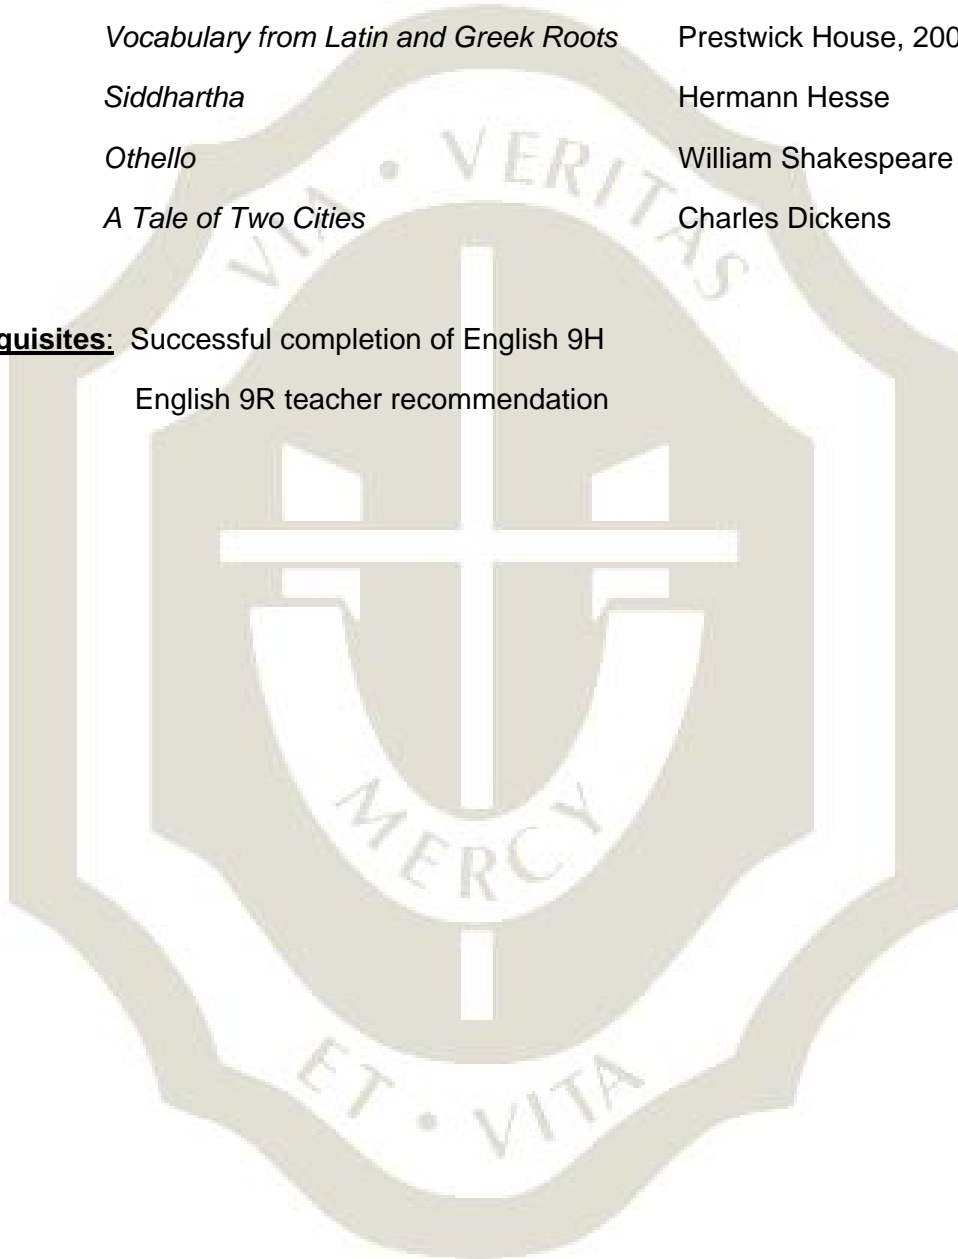 Vocabulary from Latin and Greek Roots Prestwick House, 200
Siddhartha Hermann Hesse
Othello William Shakespeare
A Tale of Two Cities Charles Dickens
quisites: Successful completion of English 9H
English 9R teacher recommendation
VIA • VERITAS
MERCY
ET • VITA